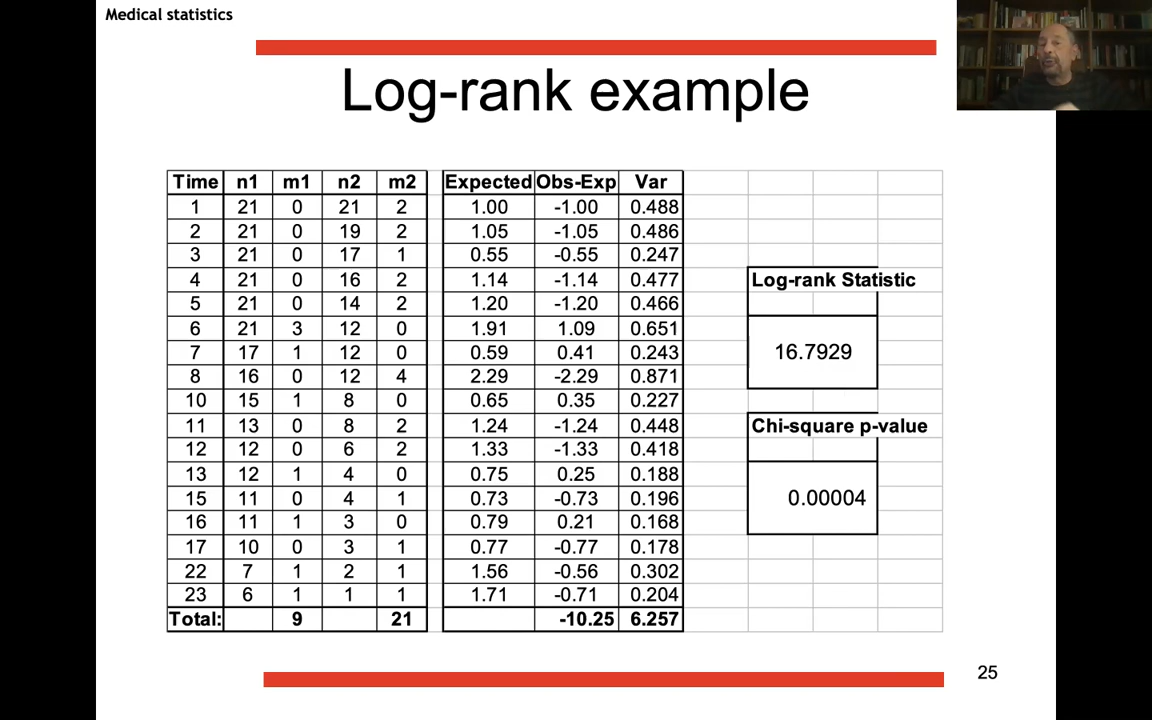 Medical statistics
Log-rank example
Time n1 m1 n2 m2 Expected Obs-Exp Var
1 21 0 21 2 1.00 -1.00 0.488
2 21 0 19 2 1.05 -1.05 0.486
3 21 0 17 1 0.55 -0.55 0.247
4 21 0 16 2 1.14 -1.14 0.477
5 21 0 14 2 1.20 -1.20 0.466
6 21 3 12 0 1.91 1.09 0.651
7 17 1 12 0 0.59 0.41 0.243
8 16 0 12 4 2.29 -2.29 0.871
10 15 1 8 0 0.65 0.35 0.227
11 13 0 8 2 1.24 -1.24 0.448
12 12 0 6 2 1.33 -1.33 0.418
13 12 1 4 0 0.75 0.25 0.188
15 11 0 4 1 0.73 -0.73 0.196
16 11 1 3 0 0.79 0.21 0.168
17 10 0 3 1 0.77 -0.77 0.178
22 7 1 2 1 1.56 -0.56 0.302
23 6 1 1 1 1.71 -0.71 0.204
Total: 9 21 -10.25 6.257
Log-rank Statistic
16.7929
Chi-square p-value
0.00004
25